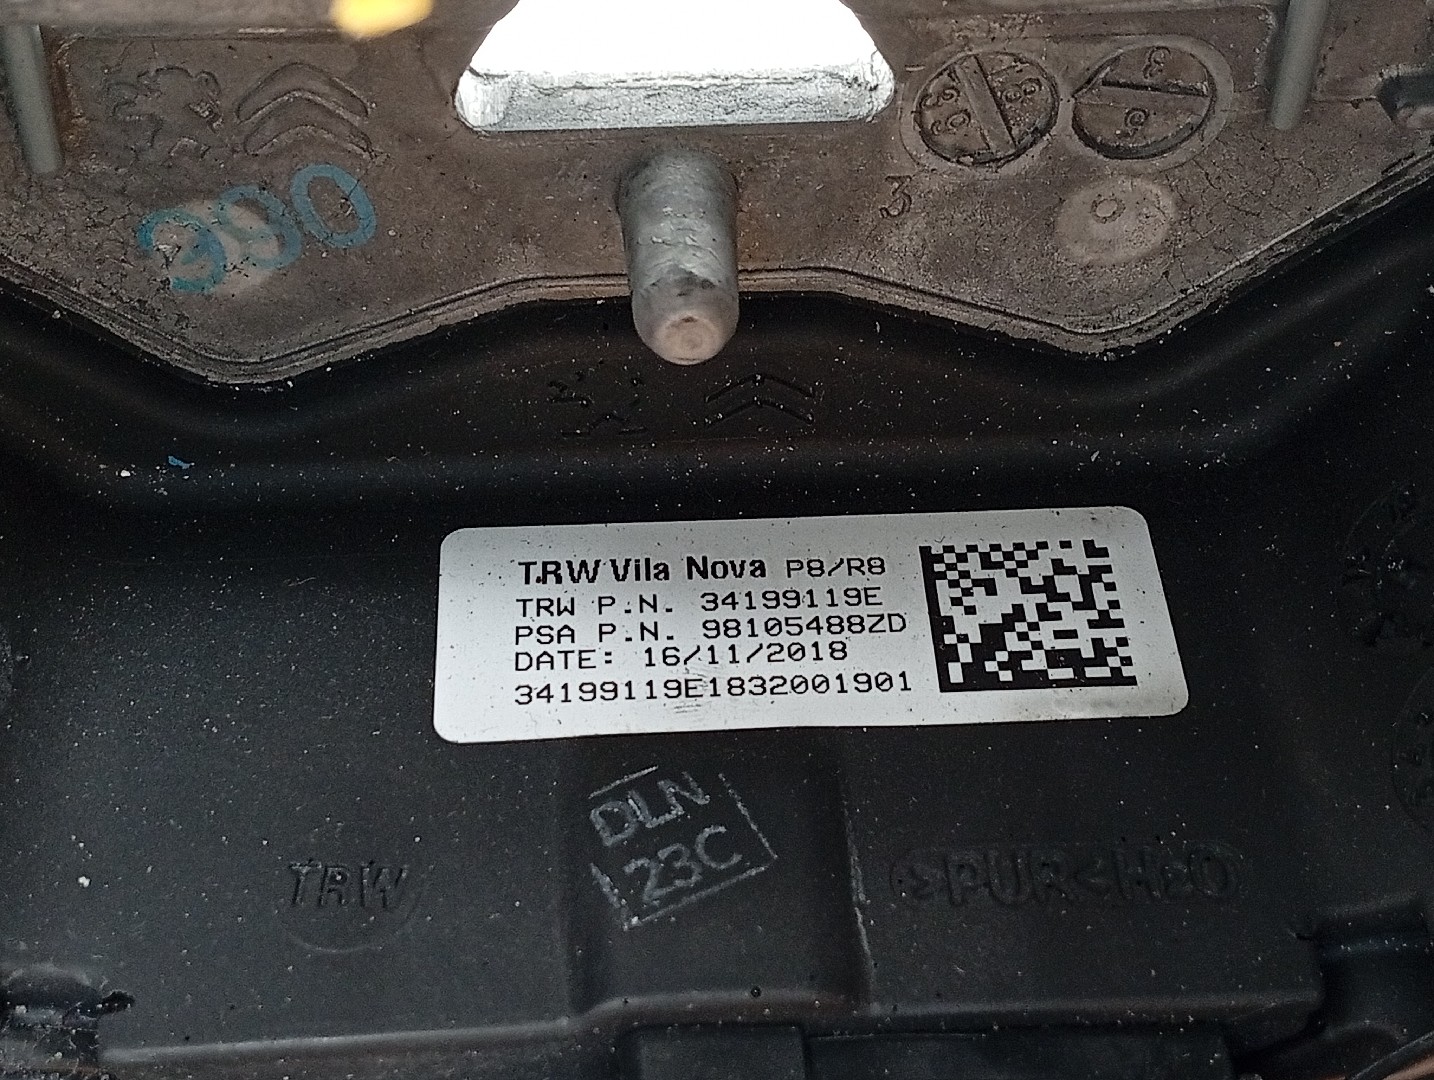 990
3
TRW Vila Nova P8/R8
TRW P.N. 34199119E
PSA P.N. 98105488ZD
DATE: 16/11/2018
34199119E1832001901
DLN
23C
TRW
>PUR<H2O